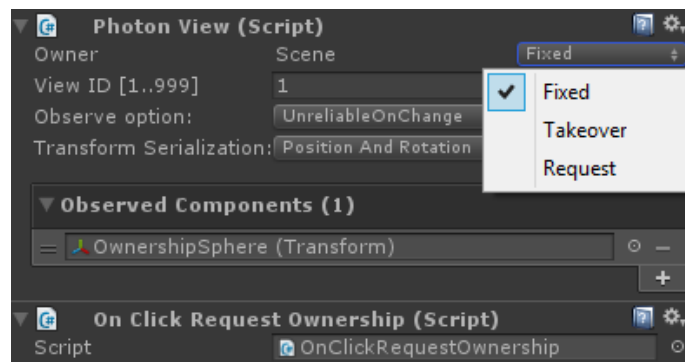 Photon View (Script)
Owner Scene Fixed
View ID [1..999] 1
Observe option: UnreliableOnChange
Transform Serialization: Position And Rotation
Fixed
Takeover
Request
Observed Components (1)
OwnershipSphere (Transform)
On Click Request Ownership (Script)
Script OnClickRequestOwnership